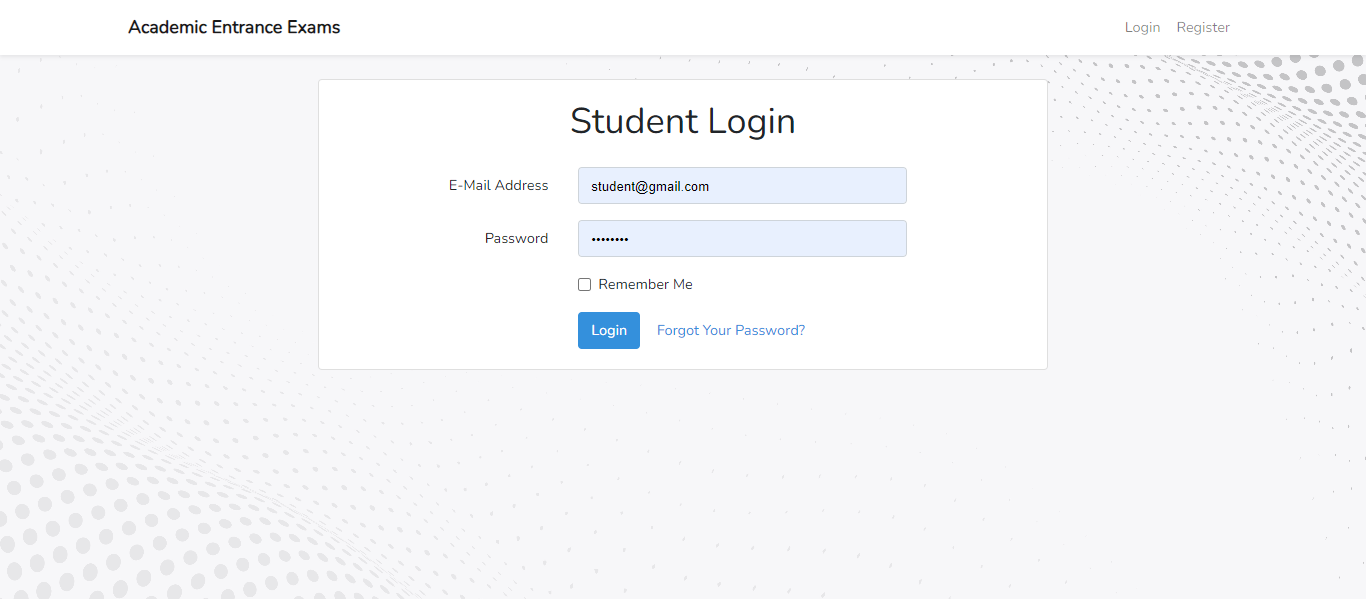 Academic Entrance Exams
Login Register
Student Login
E-Mail Address student@gmail.com
Password ••••••••
Remember Me
Login Forgot Your Password?